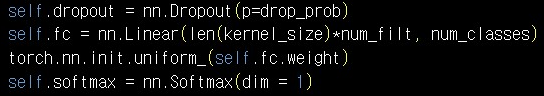 self.dropout = nn.Dropout(p=drop_prob)
self.fc = nn.Linear(len(kernel_size)*num_filt, num_classes)
torch.nn.init.uniform_(self.fc.weight)
self.softmax = nn.Softmax(dim = 1)